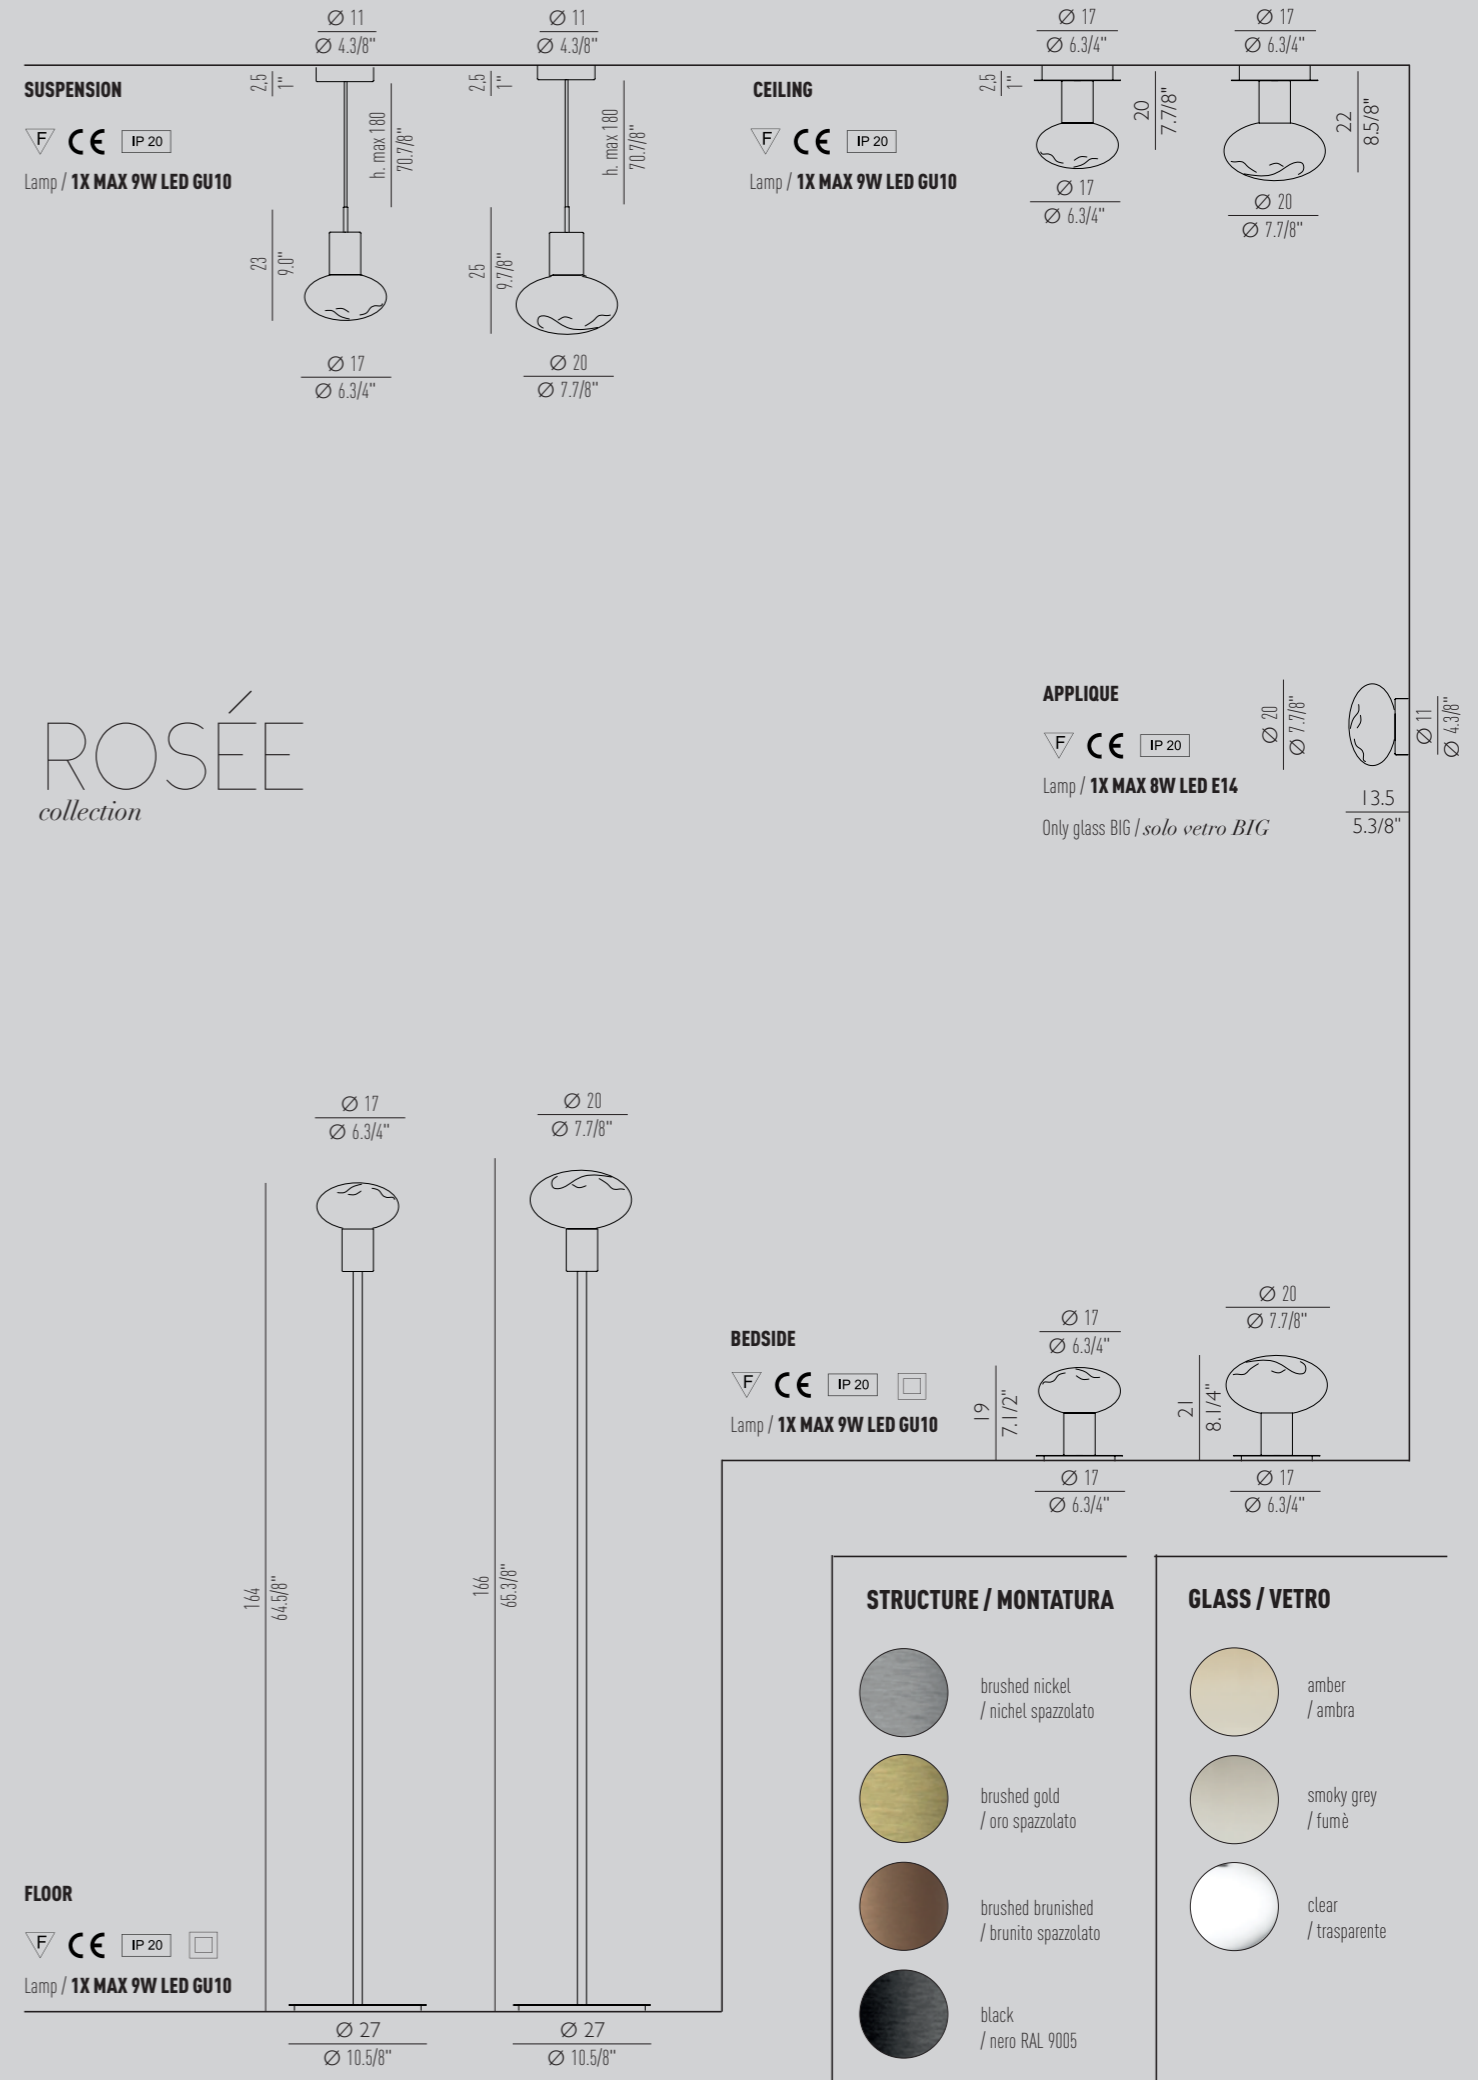 Ø 11
Ø 4.3/8"
Ø 11
Ø 4.3/8"
Ø 17
Ø 6.3/4"
Ø 17
Ø 6.3/4"
SUSPENSION
F CE IP 20
Lamp / 1X MAX 9W LED GU10
2,5
1"
h. max 180
70.7/8"
23
9.0"
Ø 17
Ø 6.3/4"
2,5
1"
h. max 180
70.7/8"
25
9.7/8"
Ø 20
Ø 7.7/8"
CEILING
F CE IP 20
Lamp / 1X MAX 9W LED GU10
2,5
1"
20
7.7/8"
Ø 17
Ø 6.3/4"
22
8.5/8"
Ø 20
Ø 7.7/8"
ROSÉE
collection
APPLIQUE
F CE IP 20
Lamp / 1X MAX 8W LED E14
Only glass BIG / solo vetro BIG
Ø 20
Ø 7.7/8"
Ø 11
Ø 4.3/8"
13.5
5.3/8"
Ø 17
Ø 6.3/4"
Ø 20
Ø 7.7/8"
164
64.5/8"
166
65.3/8"
FLOOR
F CE IP 20
Lamp / 1X MAX 9W LED GU10
Ø 27
Ø 10.5/8"
Ø 27
Ø 10.5/8"
BEDSIDE
F CE IP 20
Lamp / 1X MAX 9W LED GU10
Ø 17
Ø 6.3/4"
19
7.1/2"
Ø 17
Ø 6.3/4"
Ø 20
Ø 7.7/8"
21
8.1/4"
Ø 17
Ø 6.3/4"
STRUCTURE / MONTATURA
brushed nickel
/ nichel spazzolato
brushed gold
/ oro spazzolato
brushed brunished
/ brunito spazzolato
black
/ nero RAL 9005
GLASS / VETRO
amber
/ ambra
smoky grey
/ fumè
clear
/ trasparente